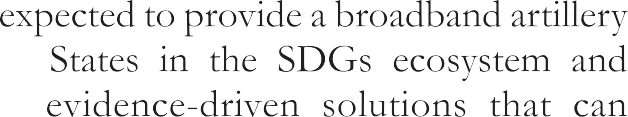 expected to provide a broadband artillery
States in the SDGs ecosystem and
evidence-driven solutions that can